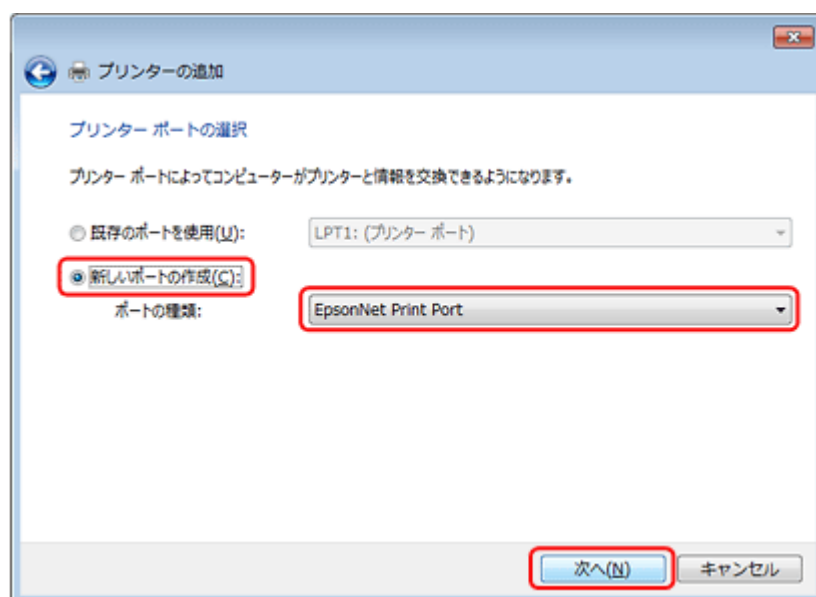 プリンターの追加
プリンター ポートの選択
プリンター ポートによってコンピューターがプリンターと情報を交換できるようになります。
既存のポートを使用(U): LPT1: (プリンター ポート)
新しいポートの作成(C):
ポートの種類: EpsonNet Print Port
次へ(N) キャンセル